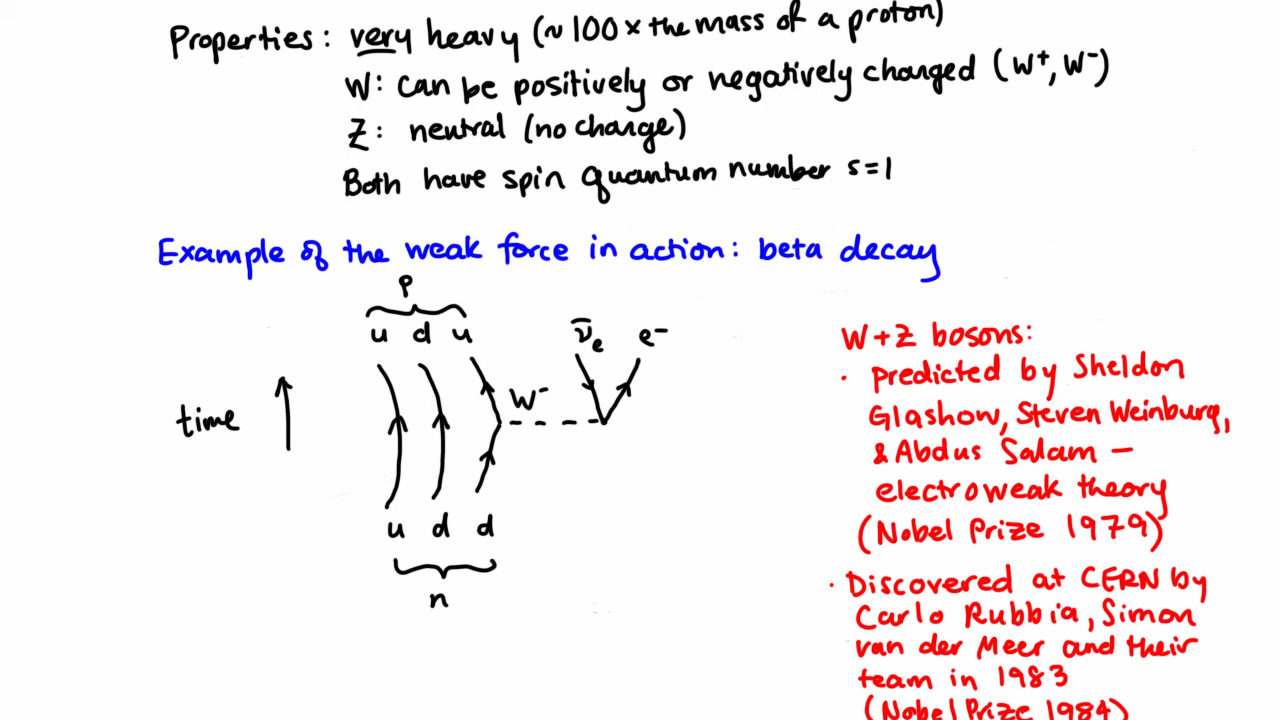 Properties: very heavy (~100 × the mass of a proton)
W: can be positively or negatively charged (W⁺, W⁻)
Z: neutral (no change)
Both have spin quantum number s=1
Example of the weak force in action: beta decay
p
u d u
ν̄e e⁻
W⁻
time
u d d
n
W+Z bosons:
· predicted by Sheldon
Glashow, Steven Weinburg,
& Abdus Salam –
electroweak theory
(Nobel Prize 1979)
· Discovered at CERN by
Carlo Rubbia, Simon
van der Meer and their
team in 1983
(Nobel Prize 1984)